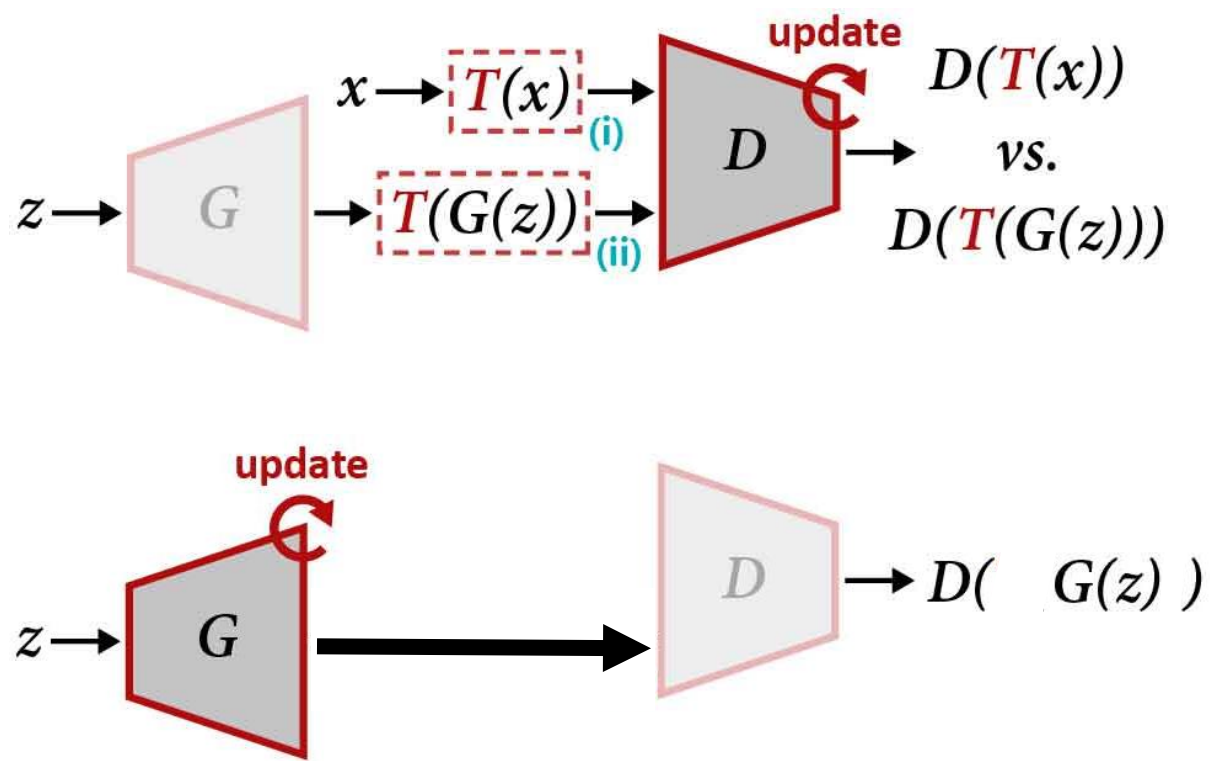 update
x T(x) (i) D D(T(x))
vs.
z G T(G(z)) (ii) D(T(G(z)))
update
z G D D( G(z) )